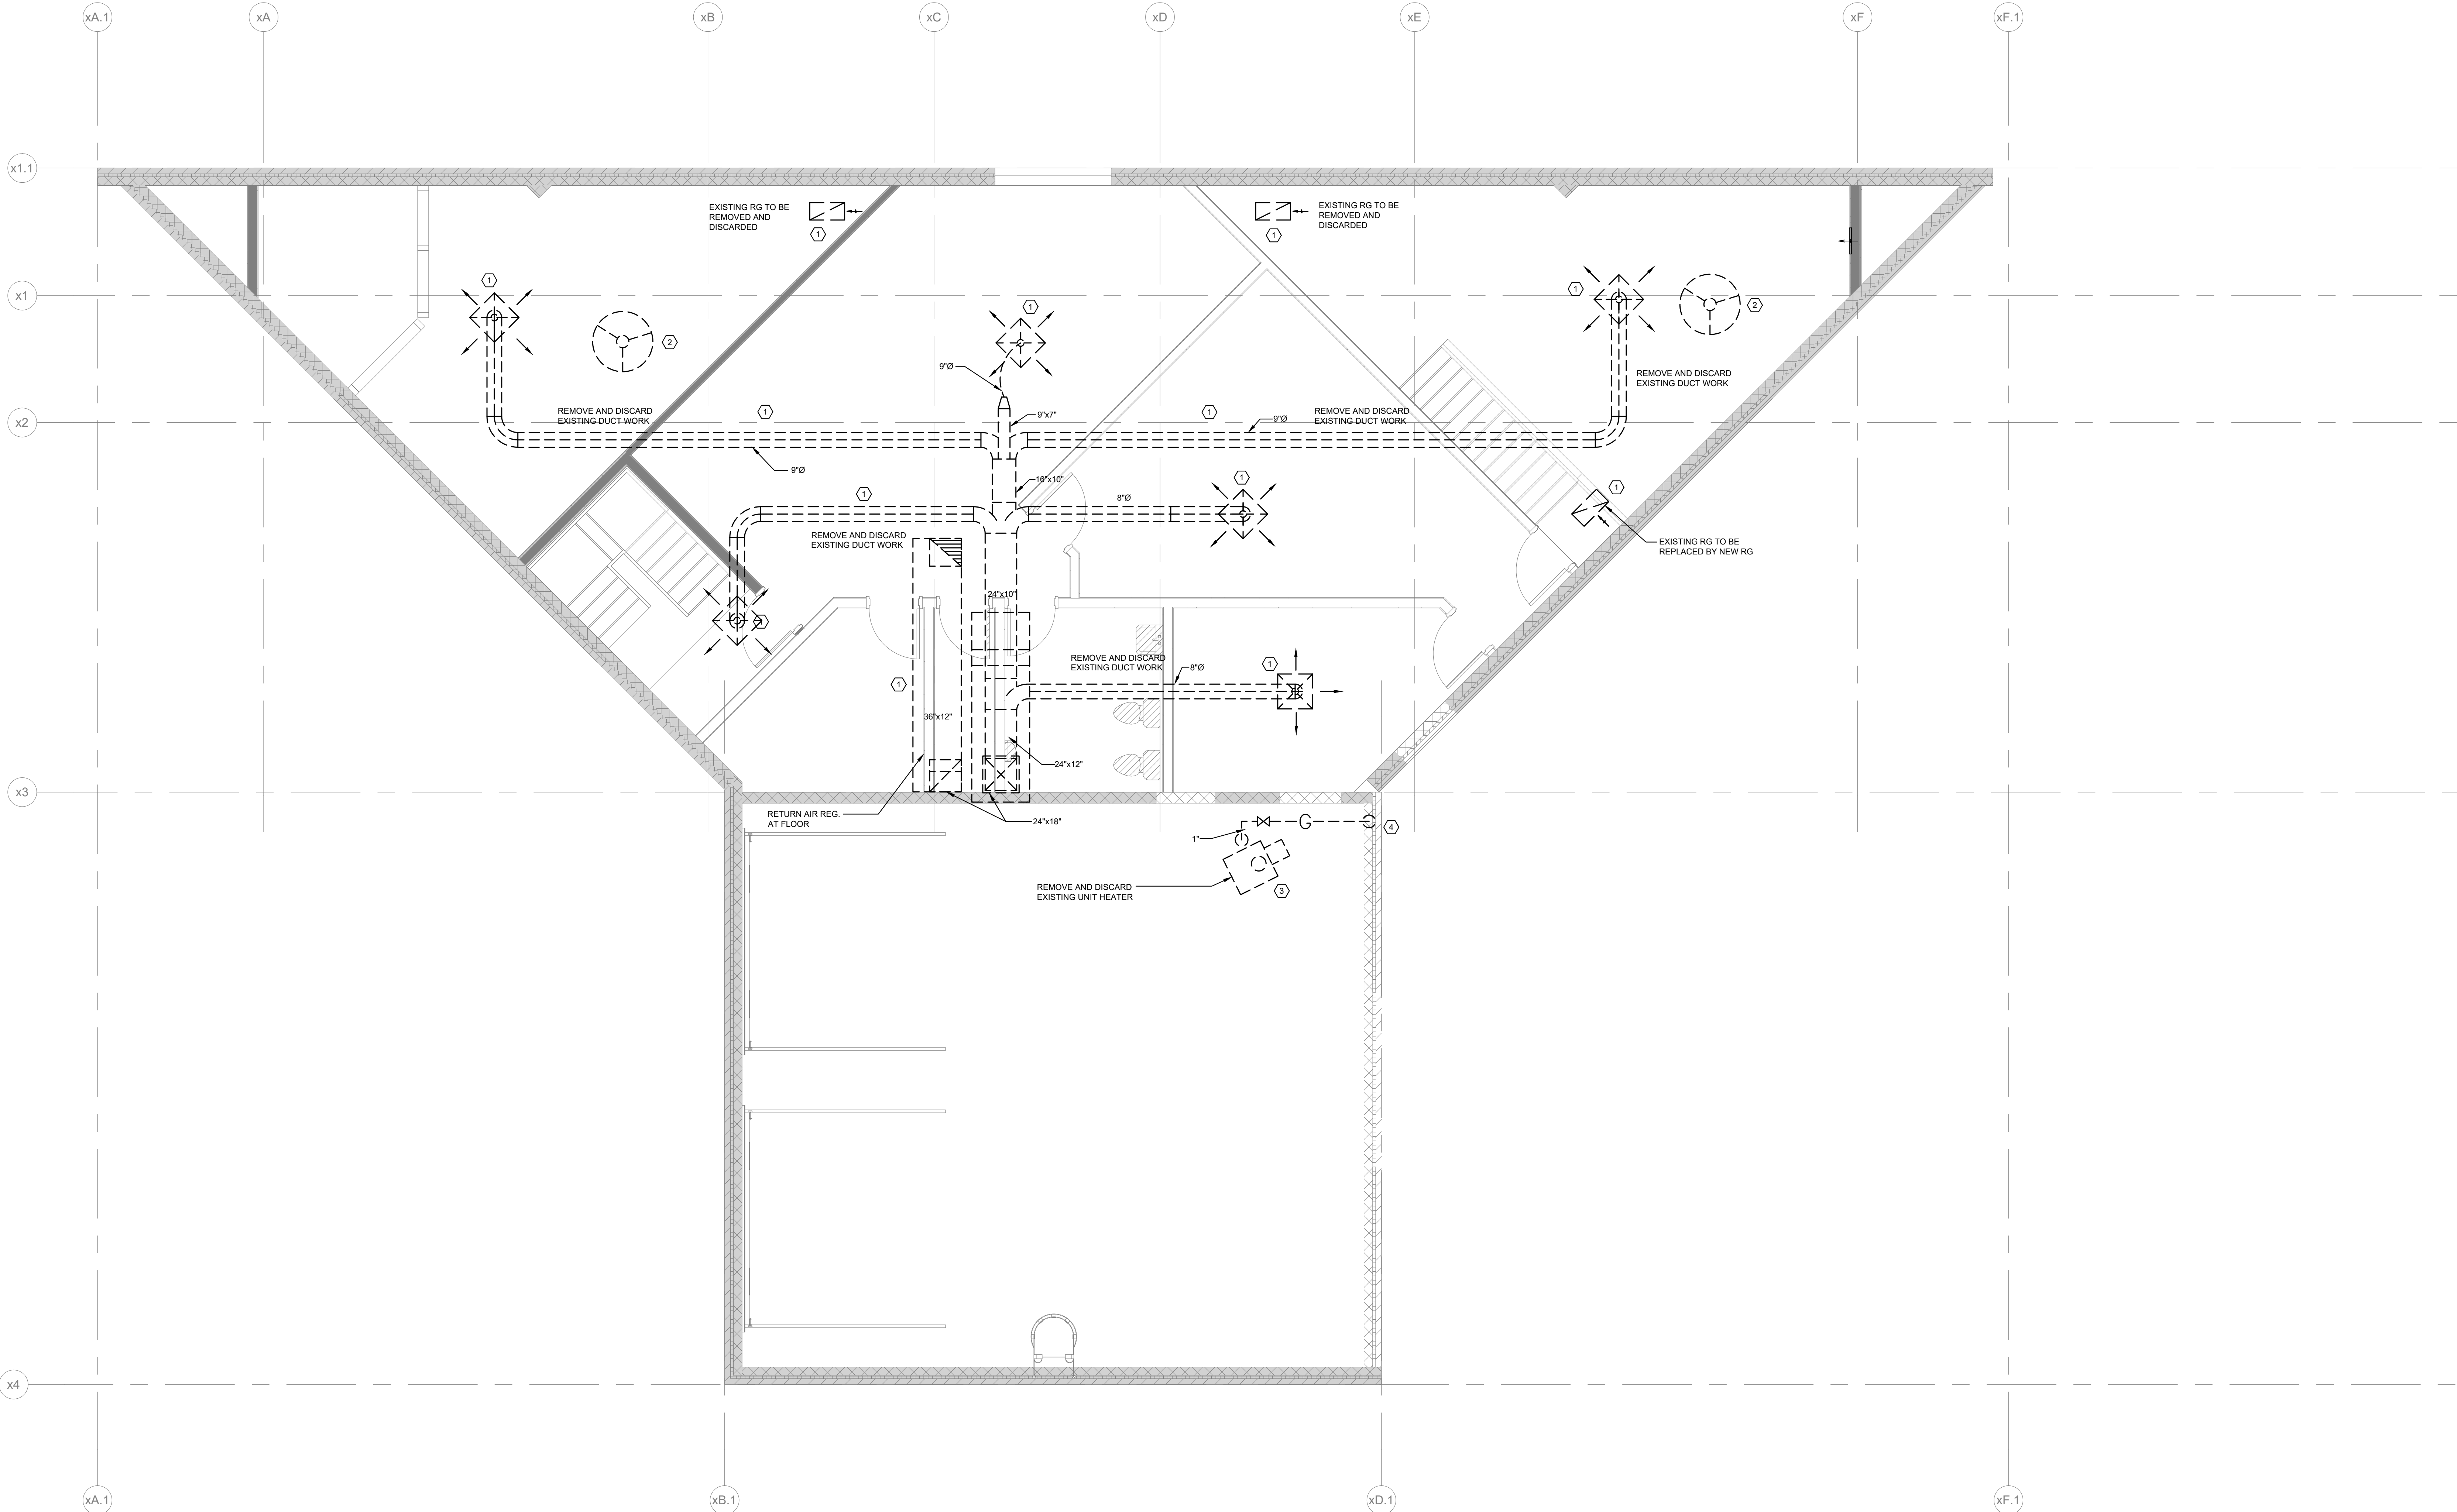 xA.1
xA
xB
xC
xD
xE
xF
xF.1
x1.1
EXISTING RG TO BE
REMOVED AND
DISCARDED
1
EXISTING RG TO BE
REMOVED AND
DISCARDED
1
x1
1
2
1
9"Ø
1
2
REMOVE AND DISCARD
EXISTING DUCT WORK
x2
REMOVE AND DISCARD
EXISTING DUCT WORK
1
9"x7"
1
9"Ø
REMOVE AND DISCARD
EXISTING DUCT WORK
9"Ø
16"x10"
1
8"Ø
1
1
REMOVE AND DISCARD
EXISTING DUCT WORK
EXISTING RG TO BE
REPLACED BY NEW RG
24"x10"
1
REMOVE AND DISCARD
EXISTING DUCT WORK
8"Ø
1
1
36"x12"
24"x12"
x3
RETURN AIR REG.
AT FLOOR
24"x18"
1"
G
4
REMOVE AND DISCARD
EXISTING UNIT HEATER
3
x4
xA.1
xB.1
xD.1
xF.1